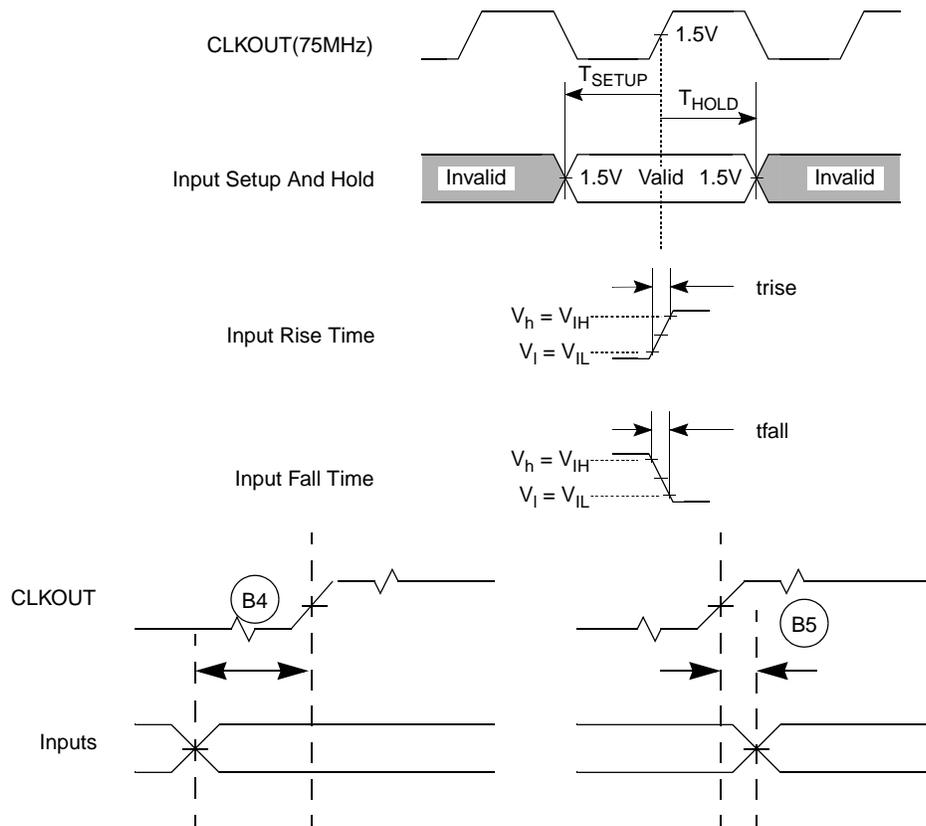 CLKOUT(75MHz)
1.5V
TSETUP
THOLD
Input Setup And Hold
Invalid
1.5V Valid 1.5V
Invalid
trise
Input Rise Time
Vh = VIH
Vl = VIL
tfall
Input Fall Time
Vh = VIH
Vl = VIL
CLKOUT
B4
B5
Inputs